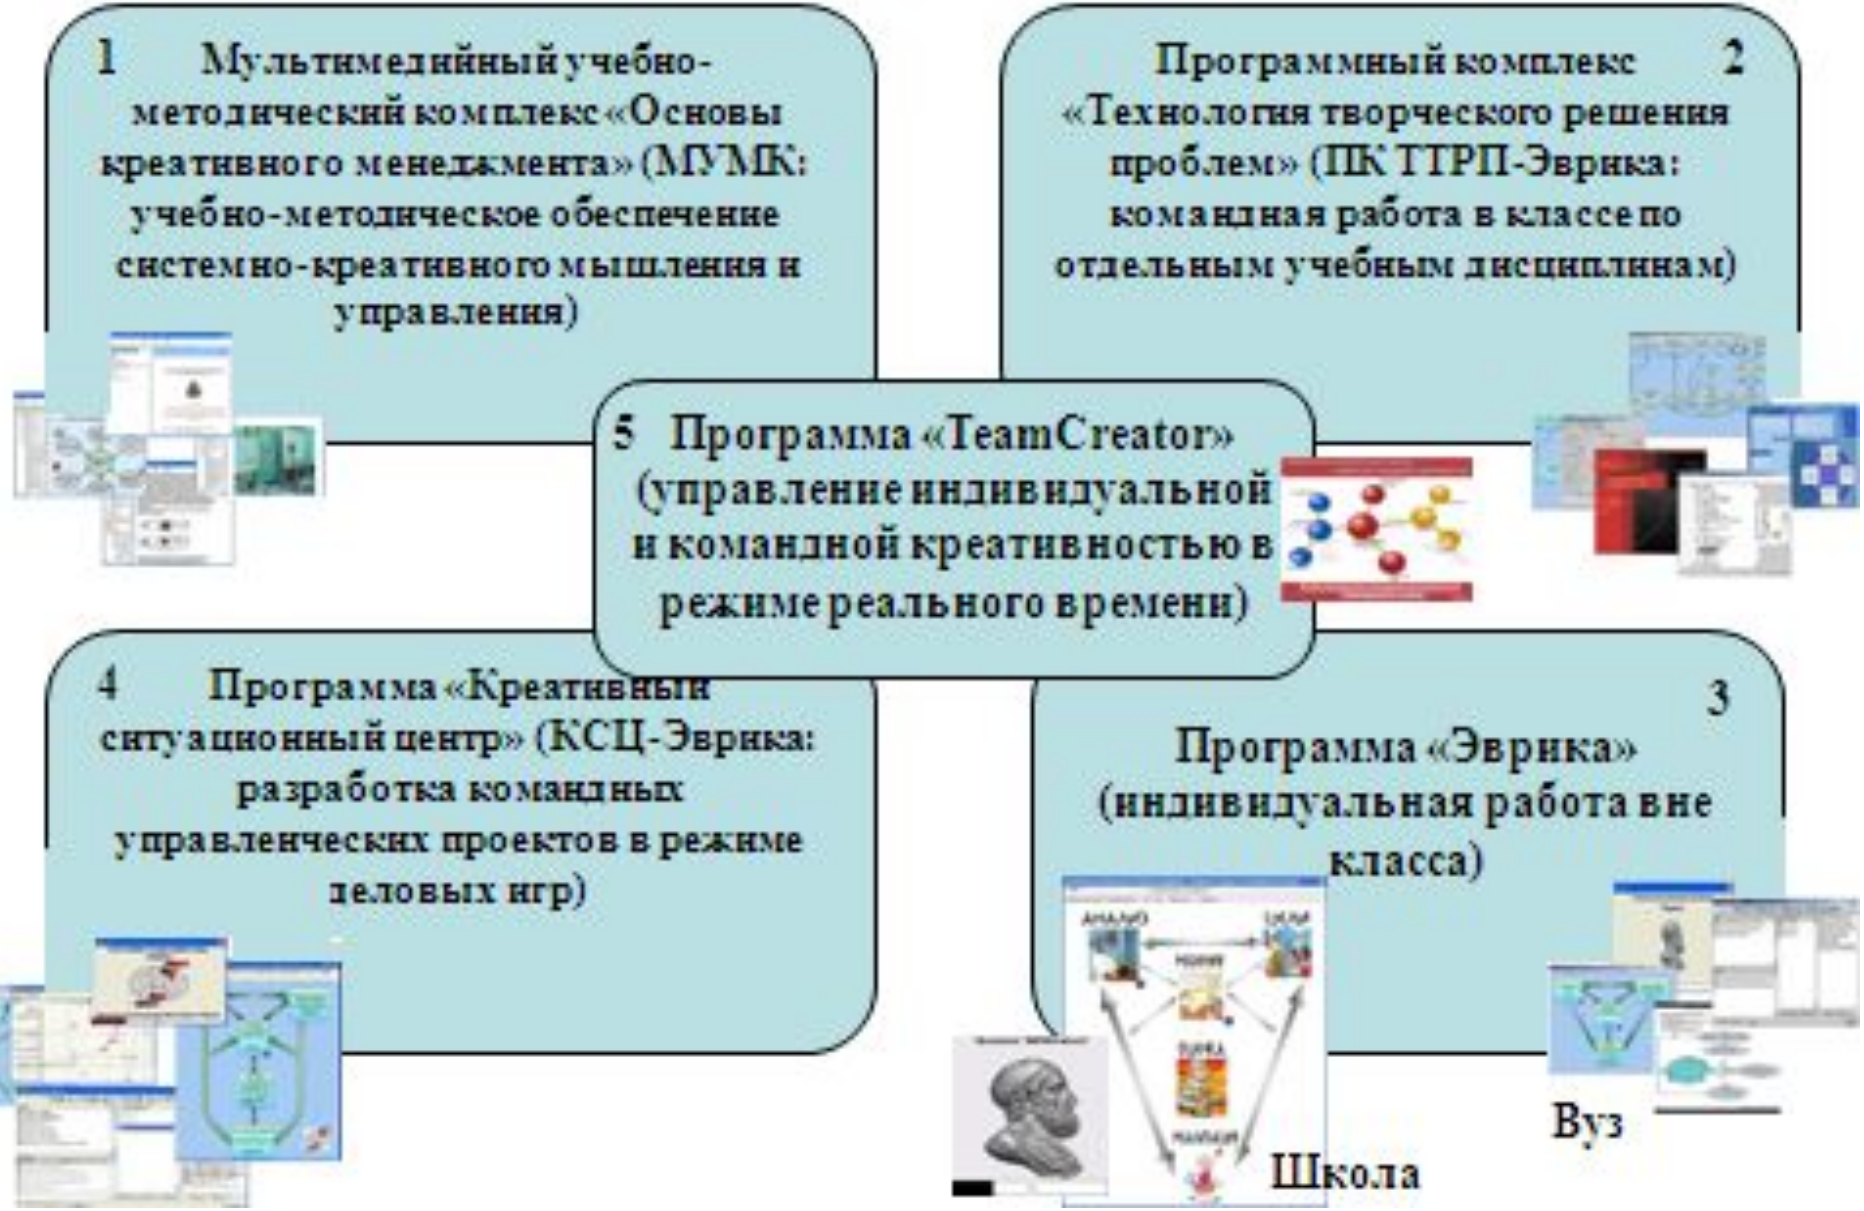 1 Мультимедийный учебно-
методический комплекс «Основы
креативного менеджмента» (МУМК:
учебно-методическое обеспечение
системно-креативного мышления и
управления)
Программный комплекс 2
«Технология творческого решения
проблем» (ПК ТТРП-Эврика:
командная работа в классе по
отдельным учебным дисциплинам)
5 Программа «TeamCreator»
(управление индивидуальной
и командной креативностью в
режиме реального времени)
4 Программа «Креативный
ситуационный центр» (КСЦ-Эврика:
разработка командных
управленческих проектов в режиме
деловых игр)
3
Программа «Эврика»
(индивидуальная работа вне
класса)
Вуз
Школа